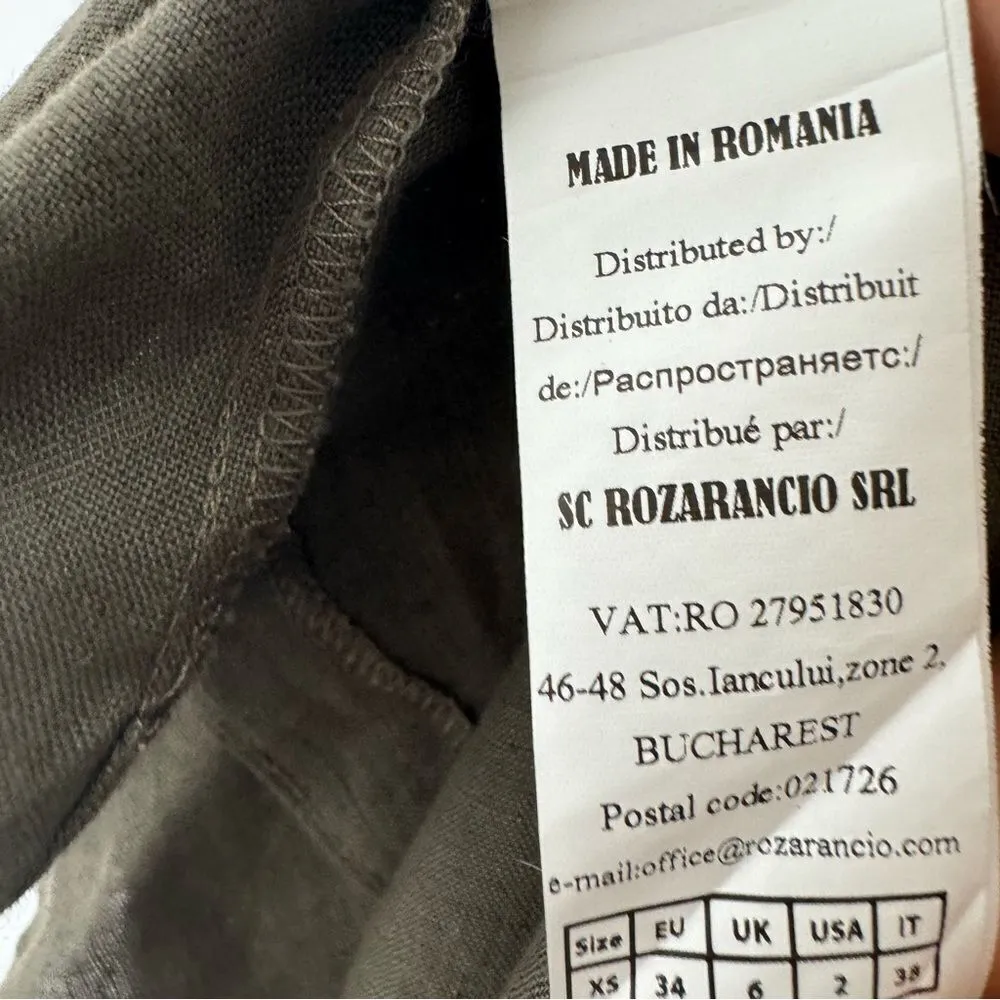 MADE IN ROMANIA
Distributed by:/
Distribuito da:/Distribuit
de:/Распространяетс:/
Distribué par:/
SC ROZARANCIO SRL
VAT:RO 27951830
46-48 Sos.Iancului,zone 2,
BUCHAREST
Postal code:021726
e-mail:office@rozarancio.com
Size EU UK USA IT
XS 34 6 2 38